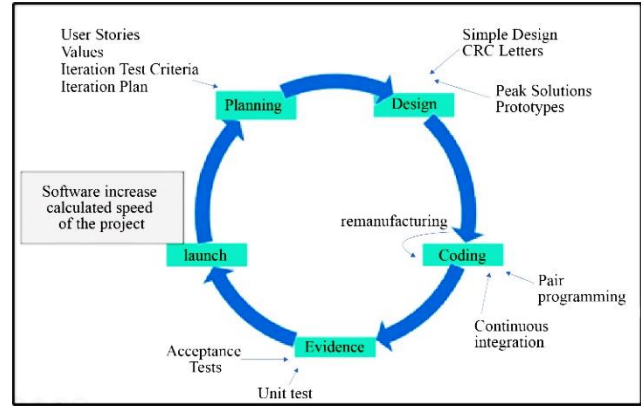 User Stories
Values
Iteration Test Criteria
Iteration Plan
Planning
Simple Design
CRC Letters
Peak Solutions
Prototypes
Design
Software increase
calculated speed
of the project
remanufacturing
launch
Coding
Pair
programming
Continuous
integration
Evidence
Acceptance
Tests
Unit test